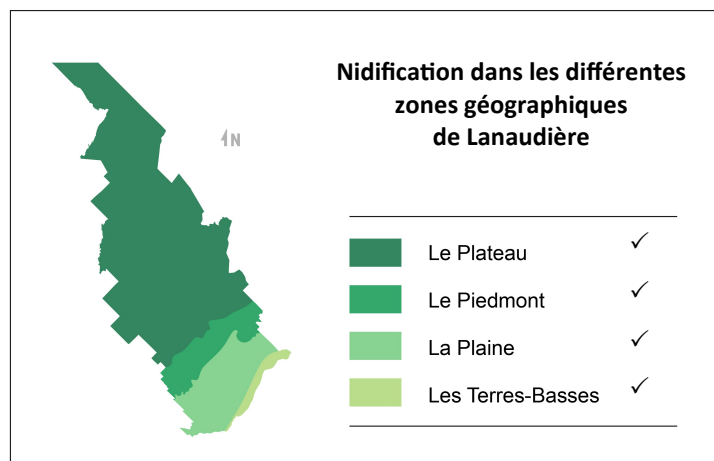 Nidification dans les différentes
zones géographiques
de Lanaudière
N
Le Plateau ✓
Le Piedmont ✓
La Plaine ✓
Les Terres-Basses ✓